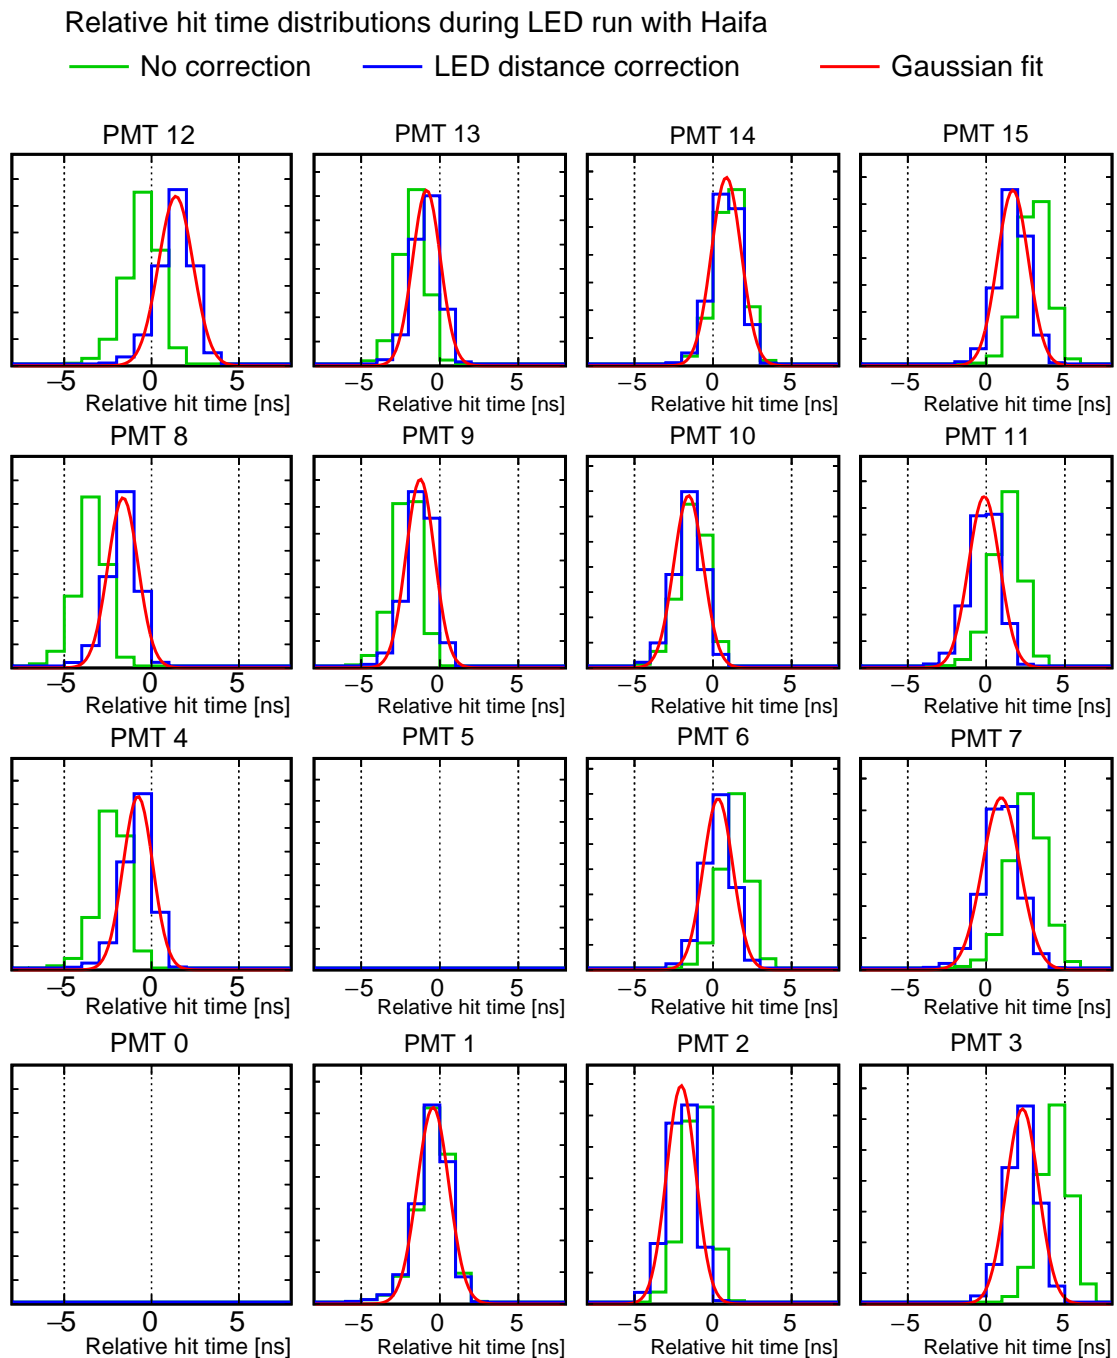 Relative hit time distributions during LED run with Haifa
No correction LED distance correction Gaussian fit
PMT 12 PMT 13 PMT 14 PMT 15
−5 0 5 −5 0 5 −5 0 5 −5 0 5
Relative hit time [ns] Relative hit time [ns] Relative hit time [ns] Relative hit time [ns]
PMT 8 PMT 9 PMT 10 PMT 11
−5 0 5 −5 0 5 −5 0 5 −5 0 5
Relative hit time [ns] Relative hit time [ns] Relative hit time [ns] Relative hit time [ns]
PMT 4 PMT 5 PMT 6 PMT 7
−5 0 5 −5 0 5 −5 0 5 −5 0 5
Relative hit time [ns] Relative hit time [ns] Relative hit time [ns] Relative hit time [ns]
PMT 0 PMT 1 PMT 2 PMT 3
−5 0 5 −5 0 5 −5 0 5 −5 0 5
Relative hit time [ns] Relative hit time [ns] Relative hit time [ns] Relative hit time [ns]